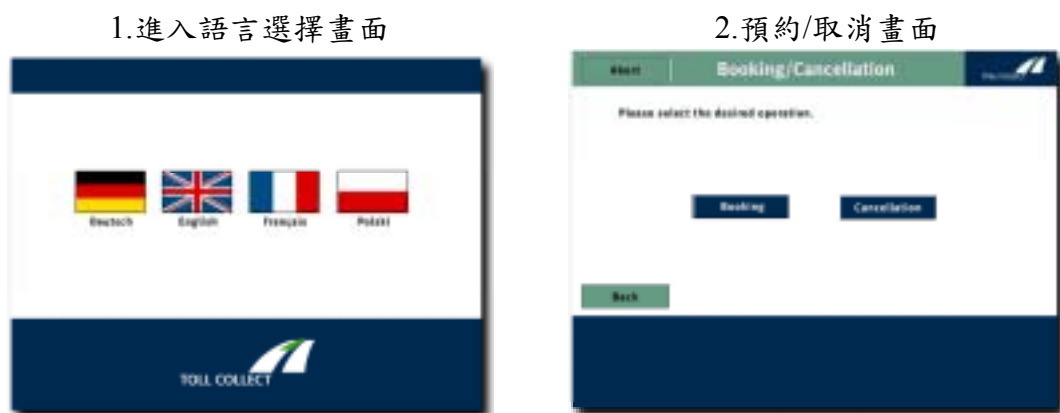 1.進入語言選擇畫面
Deutsch English Français Polski
TOLL COLLECT
2.預約/取消畫面
Abort Booking/Cancellation
Please select the desired operation.
Booking Cancellation
Back